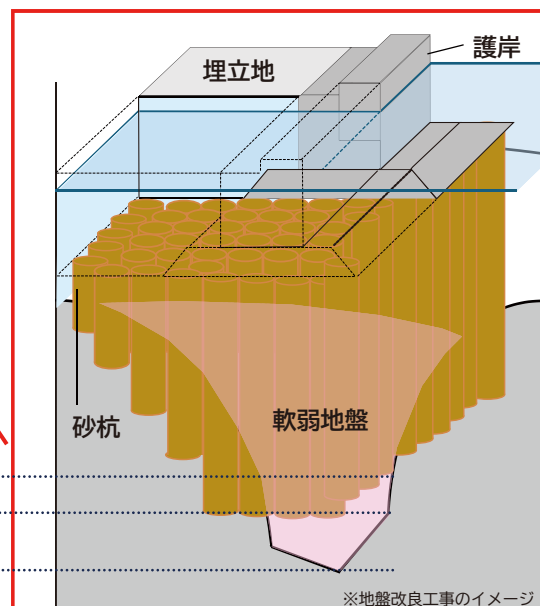 護岸
埋立地
砂杭
軟弱地盤
※地盤改良工事のイメージ